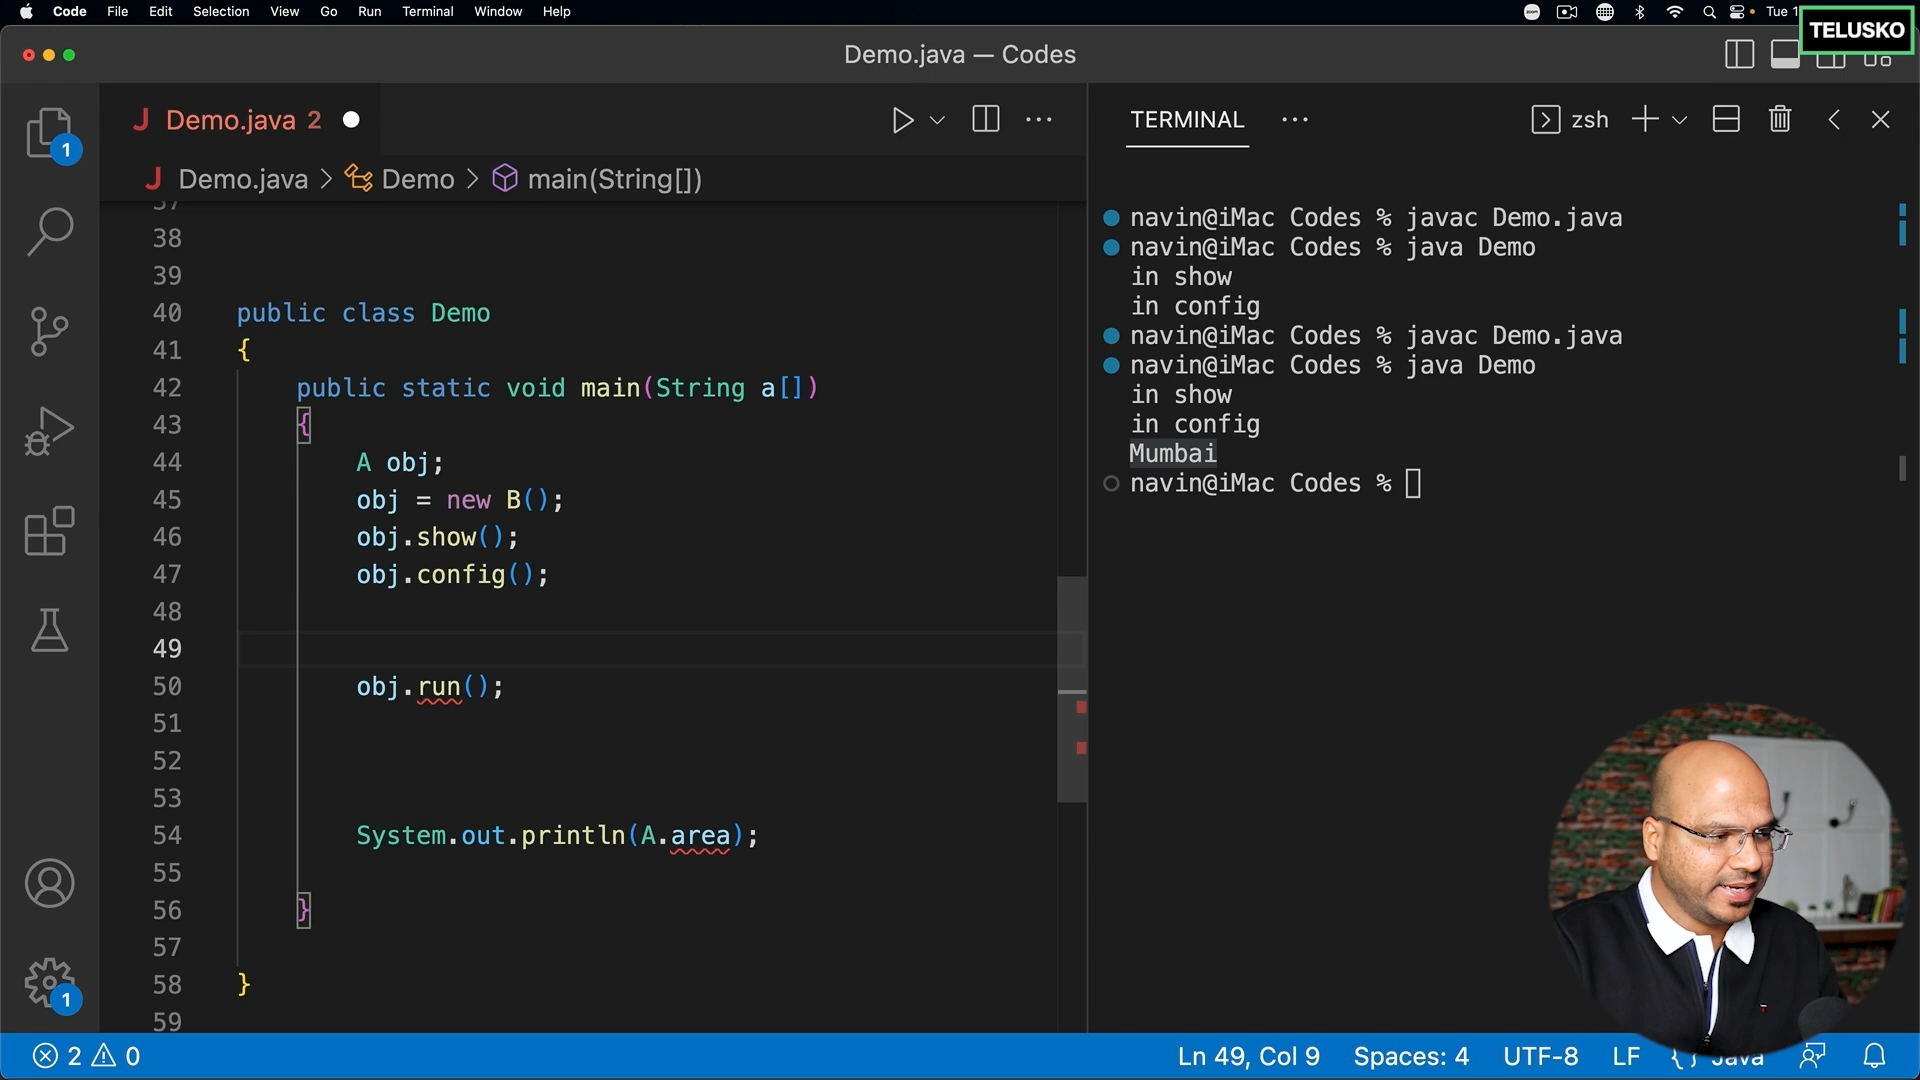 Code File Edit Selection View Go Run Terminal Window Help
zoom
Tue 1
TELUSKO
Demo.java — Codes
J Demo.java 2
TERMINAL
zsh
1
J Demo.java > Demo > main(String[])
38
39
40 public class Demo
41 {
42 public static void main(String a[])
43 {
44 A obj;
45 obj = new B();
46 obj.show();
47 obj.config();
48
49
50 obj.run();
51
52
53
54 System.out.println(A.area);
55
56 }
57
58 }
59
navin@iMac Codes % javac Demo.java
navin@iMac Codes % java Demo
in show
in config
navin@iMac Codes % javac Demo.java
navin@iMac Codes % java Demo
in show
in config
Mumbai
navin@iMac Codes %
1
2 0
Ln 49, Col 9 Spaces: 4 UTF-8 LF Java